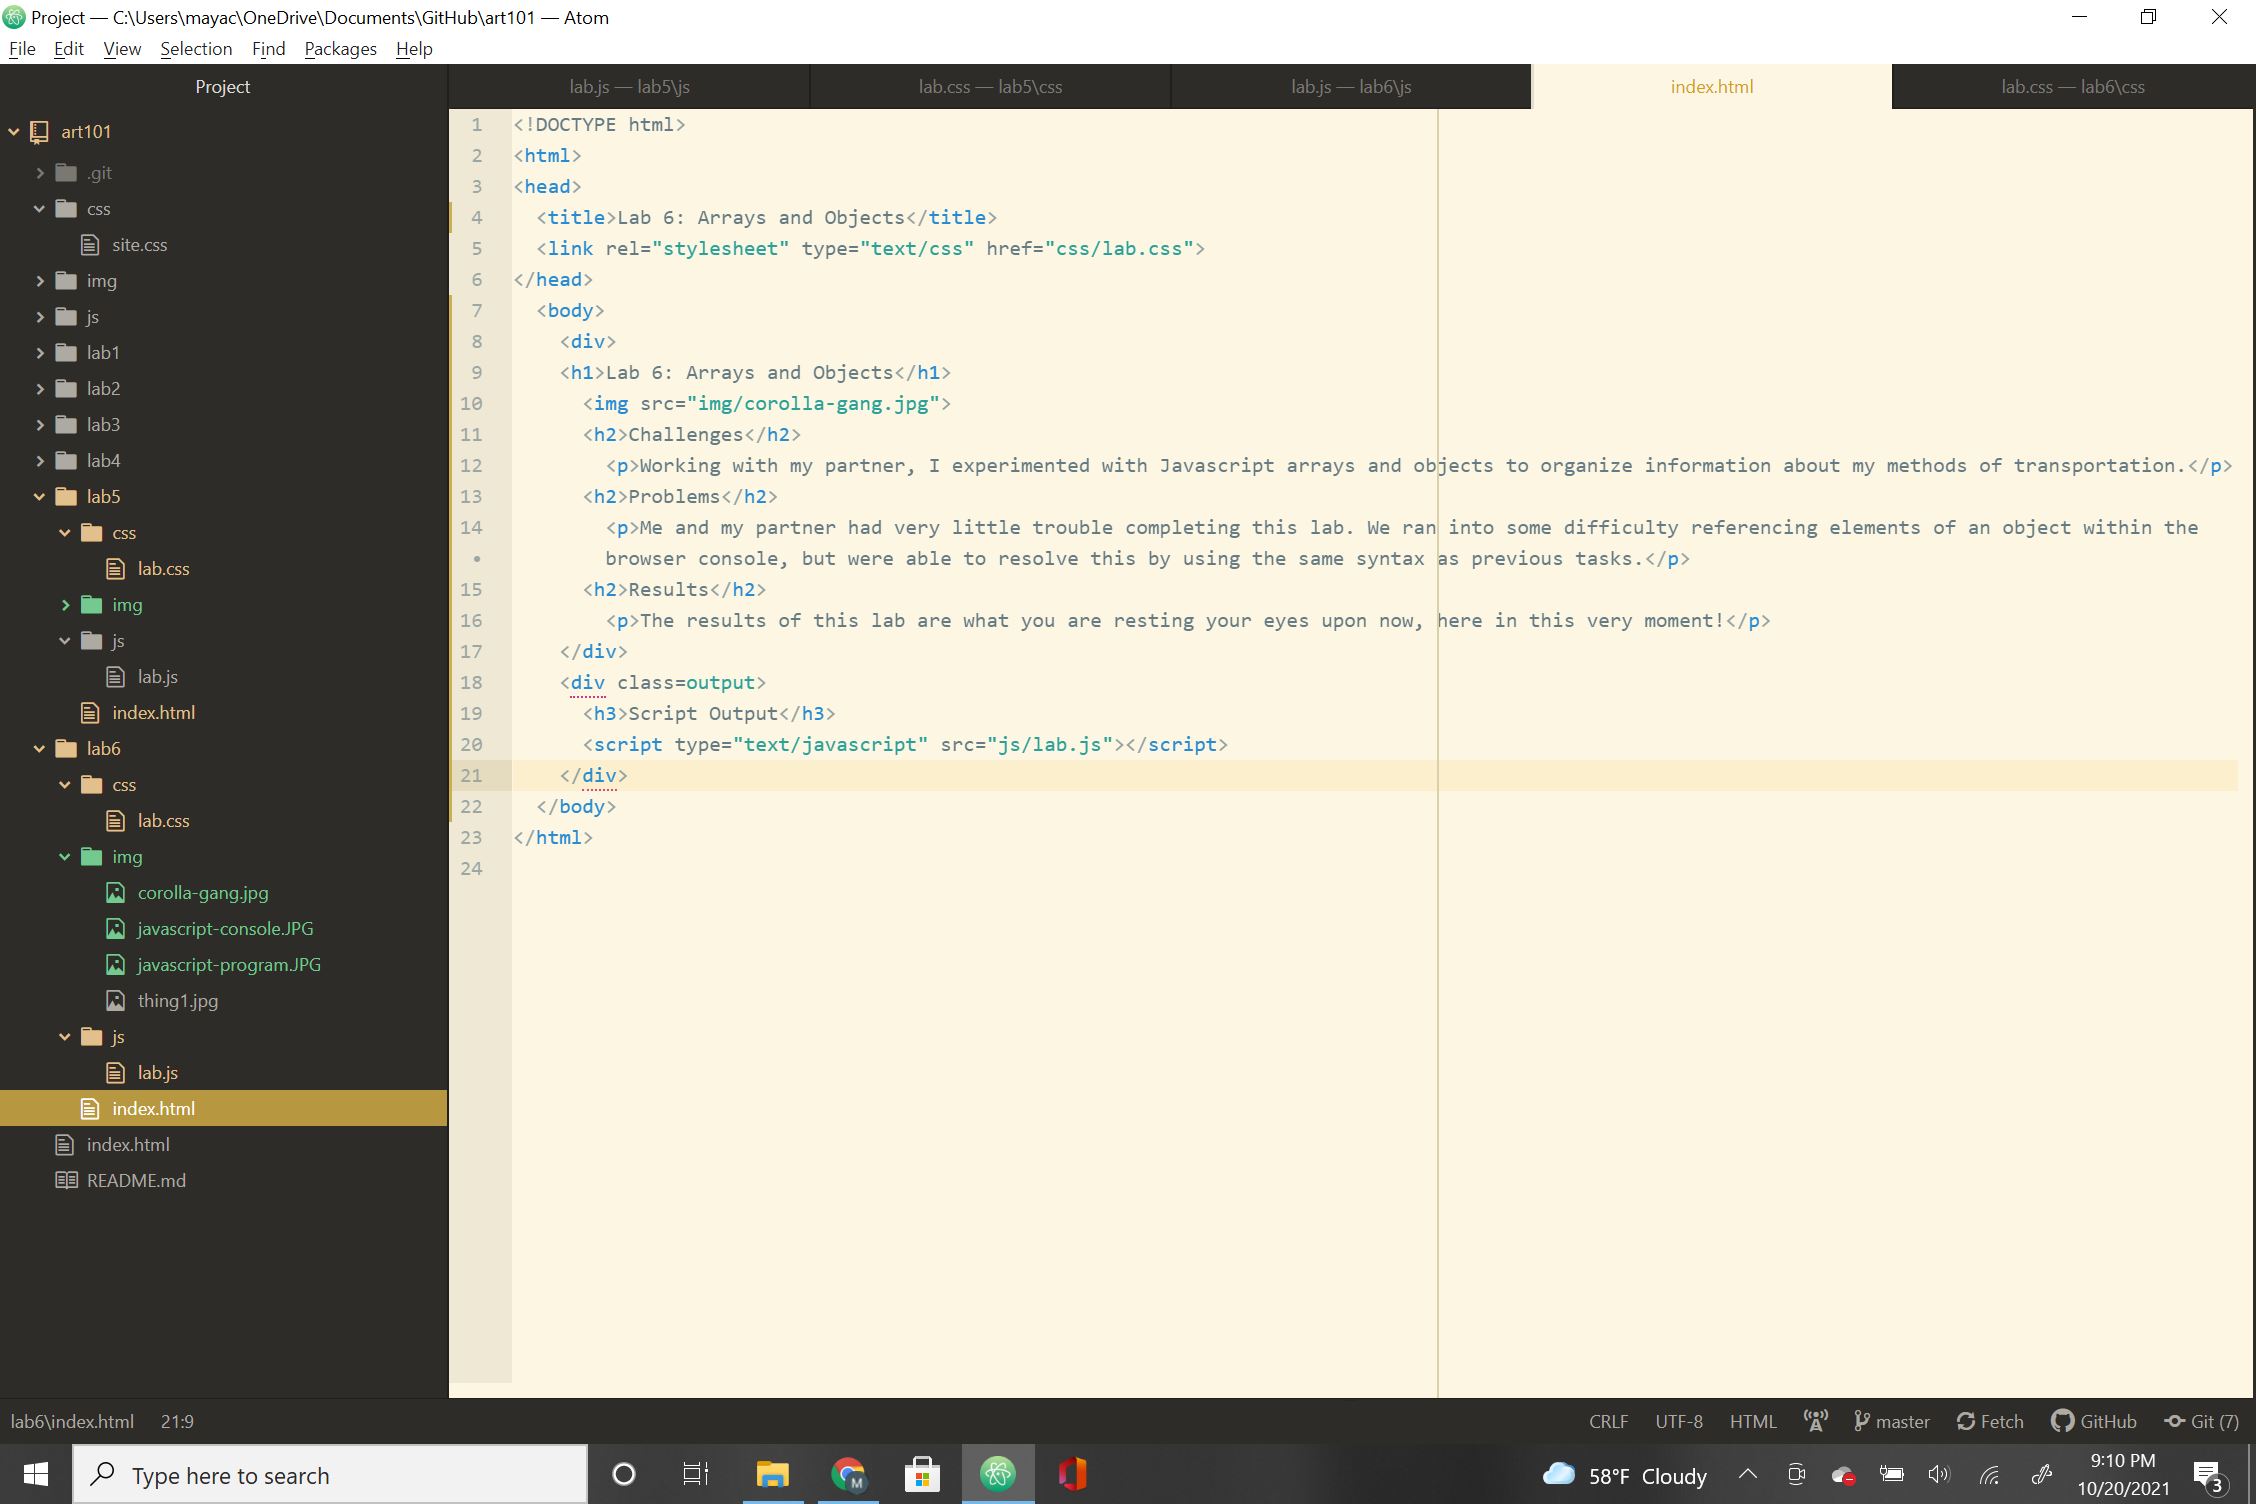 Project — C:\Users\mayac\OneDrive\Documents\GitHub\art101 — Atom
File Edit View Selection Find Packages Help
Project
lab.js — lab5\js
lab.css — lab5\css
lab.js — lab6\js
index.html
lab.css — lab6\css
art101
.git
css
site.css
img
js
lab1
lab2
lab3
lab4
lab5
css
lab.css
img
js
lab.js
index.html
lab6
css
lab.css
img
corolla-gang.jpg
javascript-console.JPG
javascript-program.JPG
thing1.jpg
js
lab.js
index.html
index.html
README.md
1 <!DOCTYPE html>
2 <html>
3 <head>
4 <title>Lab 6: Arrays and Objects</title>
5 <link rel="stylesheet" type="text/css" href="css/lab.css">
6 </head>
7 <body>
8 <div>
9 <h1>Lab 6: Arrays and Objects</h1>
10 <img src="img/corolla-gang.jpg">
11 <h2>Challenges</h2>
12 <p>Working with my partner, I experimented with Javascript arrays and objects to organize information about my methods of transportation.</p>
13 <h2>Problems</h2>
14 <p>Me and my partner had very little trouble completing this lab. We ran into some difficulty referencing elements of an object within the
• browser console, but were able to resolve this by using the same syntax as previous tasks.</p>
15 <h2>Results</h2>
16 <p>The results of this lab are what you are resting your eyes upon now, here in this very moment!</p>
17 </div>
18 <div class=output>
19 <h3>Script Output</h3>
20 <script type="text/javascript" src="js/lab.js"></script>
21 </div>
22 </body>
23 </html>
24
lab6\index.html 21:9
CRLF UTF-8 HTML master Fetch GitHub Git (7)
Type here to search
M
58°F Cloudy
9:10 PM
10/20/2021
3